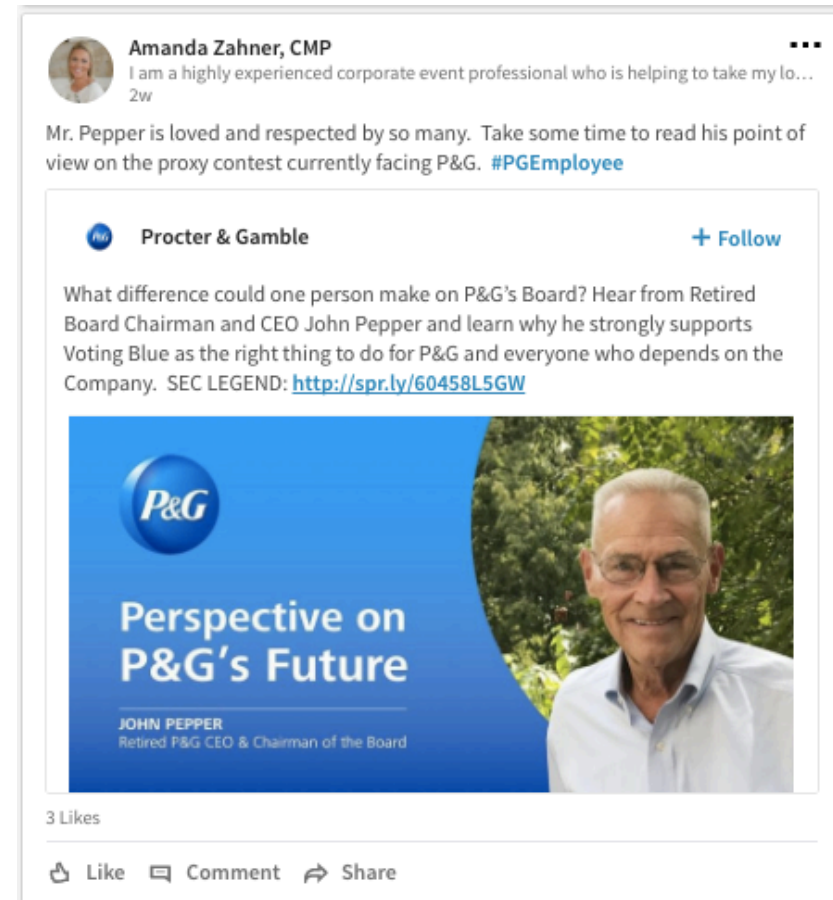 Amanda Zahner, CMP
I am a highly experienced corporate event professional who is helping to take my lo...
2w
Mr. Pepper is loved and respected by so many.  Take some time to read his point of
view on the proxy contest currently facing P&G.  #PGEmployee
P&G
Procter & Gamble
+ Follow
What difference could one person make on P&G's Board? Hear from Retired
Board Chairman and CEO John Pepper and learn why he strongly supports
Voting Blue as the right thing to do for P&G and everyone who depends on the
Company.  SEC LEGEND: http://spr.ly/60458L5GW
P&G
Perspective on
P&G's Future
JOHN PEPPER
Retired P&G CEO & Chairman of the Board
3 Likes
Like Comment Share